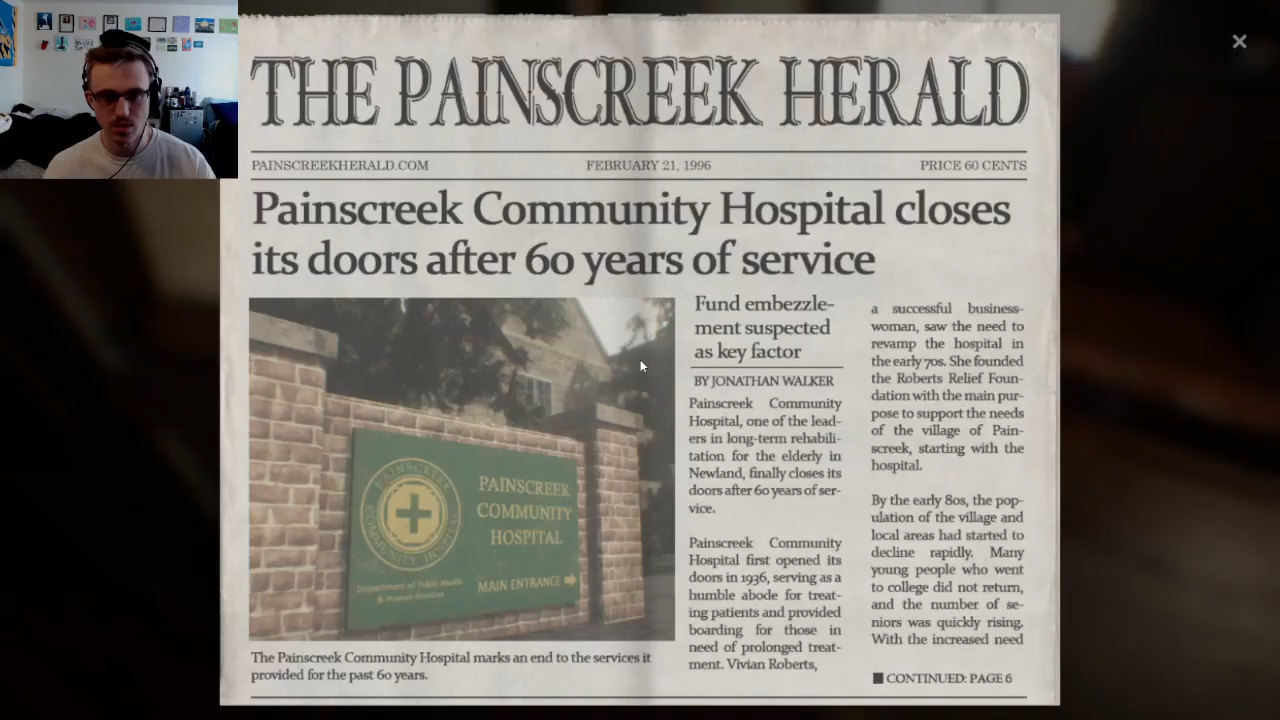 THE PAINSCREEK HERALD
PAINSCREEKHERALD.COM FEBRUARY 21, 1996 PRICE 60 CENTS
Painscreek Community Hospital closes
its doors after 60 years of service
PAINSCREEK
COMMUNITY HOSPITAL
Department of Public Health
& Human Services
PAINSCREEK
COMMUNITY
HOSPITAL
MAIN ENTRANCE
The Painscreek Community Hospital marks an end to the services it
provided for the past 60 years.
Fund embezzle-
ment suspected
as key factor
BY JONATHAN WALKER
Painscreek Community
Hospital, one of the lead-
ers in long-term rehabili-
tation for the elderly in
Newland, finally closes its
doors after 60 years of ser-
vice.
Painscreek Community
Hospital first opened its
doors in 1936, serving as a
humble abode for treat-
ing patients and provided
boarding for those in
need of prolonged treat-
ment. Vivian Roberts,
a successful business-
woman, saw the need to
revamp the hospital in
the early 70s. She founded
the Roberts Relief Foun-
dation with the main pur-
pose to support the needs
of the village of Pain-
screek, starting with the
hospital.
By the early 80s, the pop-
ulation of the village and
local areas had started to
decline rapidly. Many
young people who went
to college did not return,
and the number of se-
niors was quickly rising.
With the increased need
CONTINUED: PAGE 6